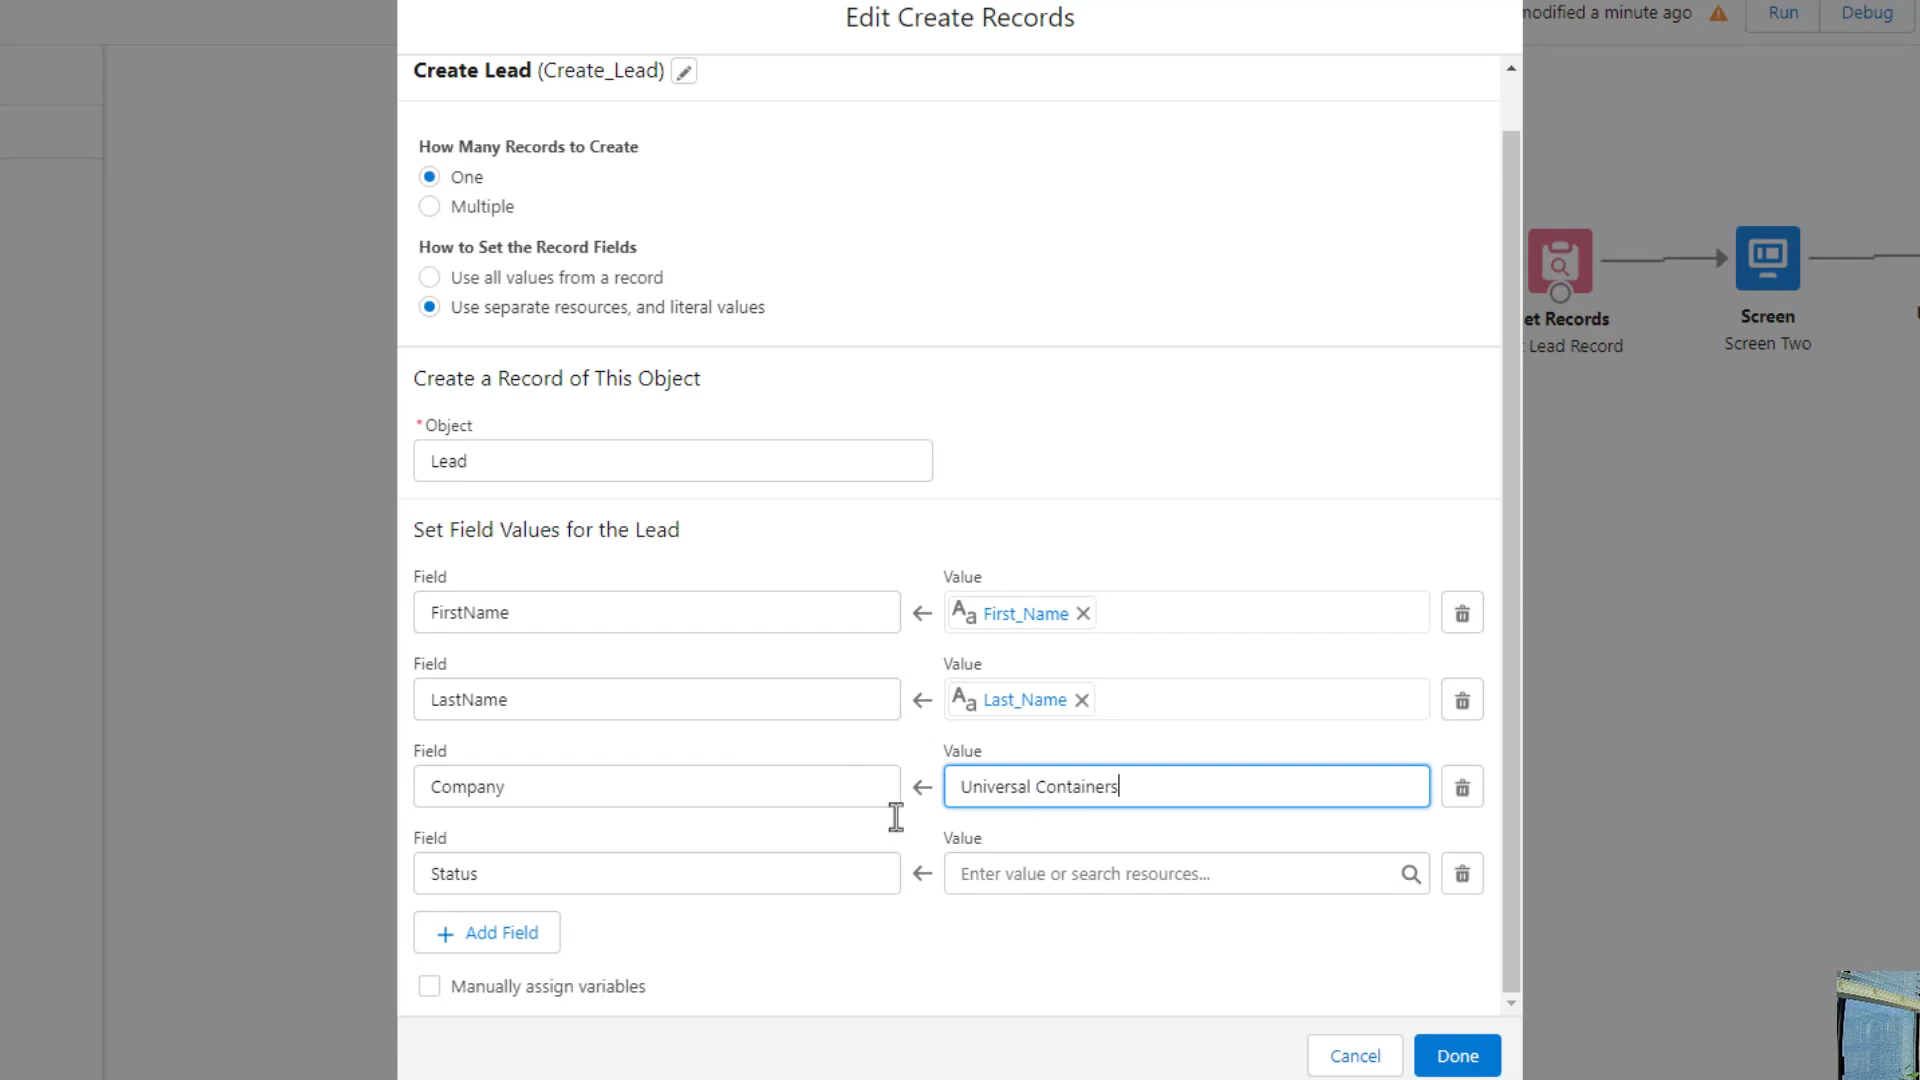 Edit Create Records
modified a minute ago
Run
Debug
Create Lead (Create_Lead)
How Many Records to Create
One
Multiple
How to Set the Record Fields
Use all values from a record
Use separate resources, and literal values
Create a Record of This Object
*Object
Lead
Set Field Values for the Lead
Field
Value
FirstName
Aa First_Name
Field
Value
LastName
Aa Last_Name
Field
Value
Company
Universal Containers
Field
Value
Status
Enter value or search resources...
+ Add Field
Manually assign variables
Cancel
Done
et Records
Lead Record
Screen
Screen Two